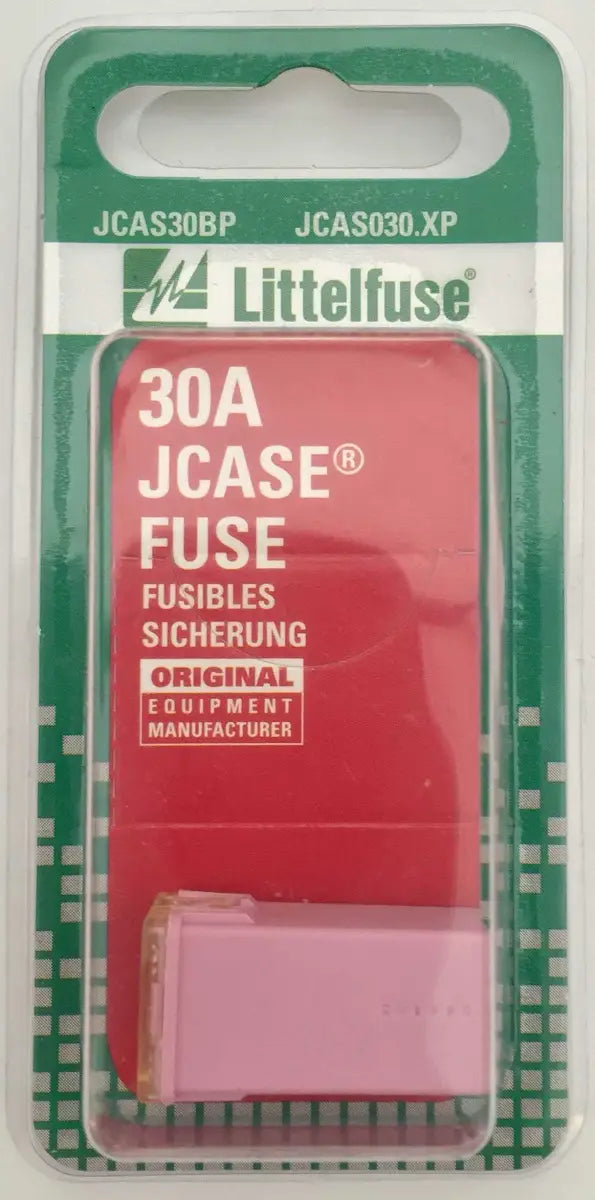 JCAS30BP JCAS030.XP
Littelfuse®
30A
JCASE®
FUSE
FUSIBLES
SICHERUNG
ORIGINAL
EQUIPMENT
MANUFACTURER